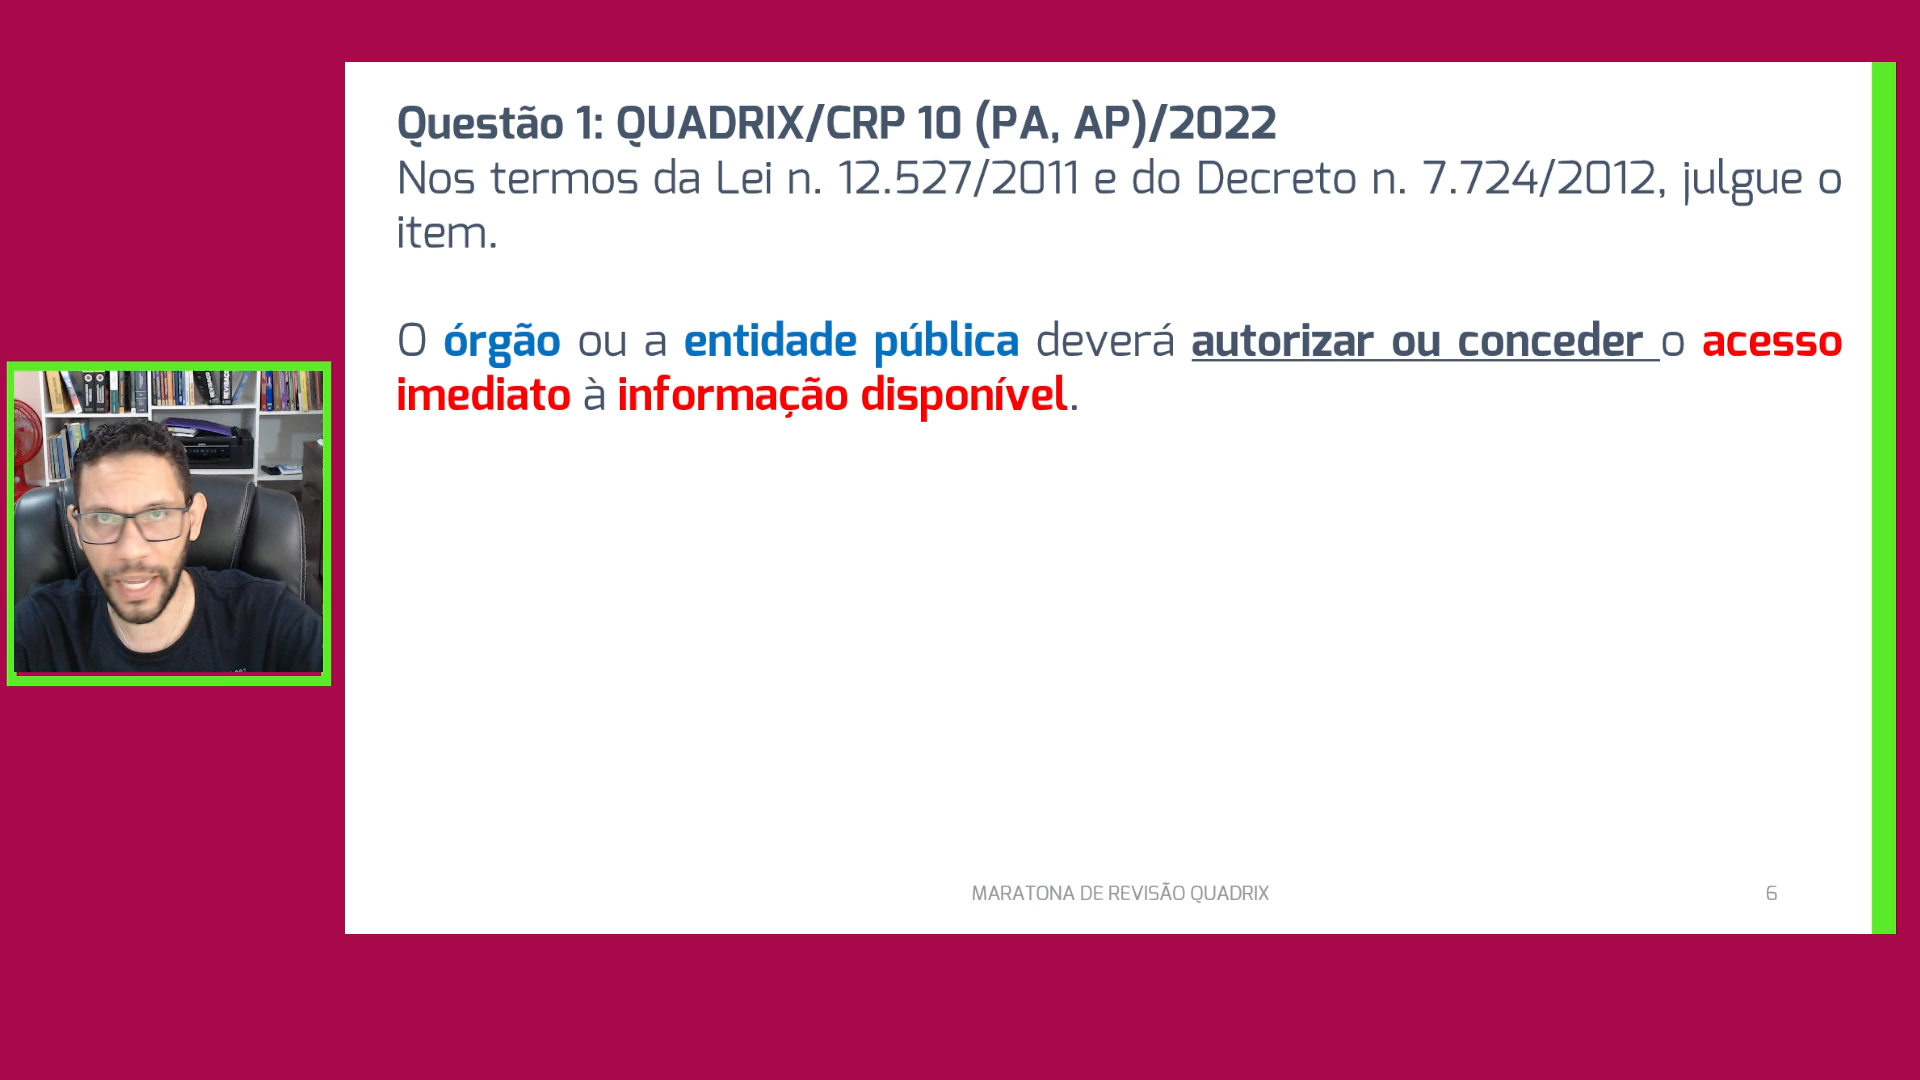 Questão 1: QUADRIX/CRP 10 (PA, AP)/2022
Nos termos da Lei n. 12.527/2011 e do Decreto n. 7.724/2012, julgue o
item.
O órgão ou a entidade pública deverá autorizar ou conceder o acesso
imediato à informação disponível.
MARATONA DE REVISÃO QUADRIX
6